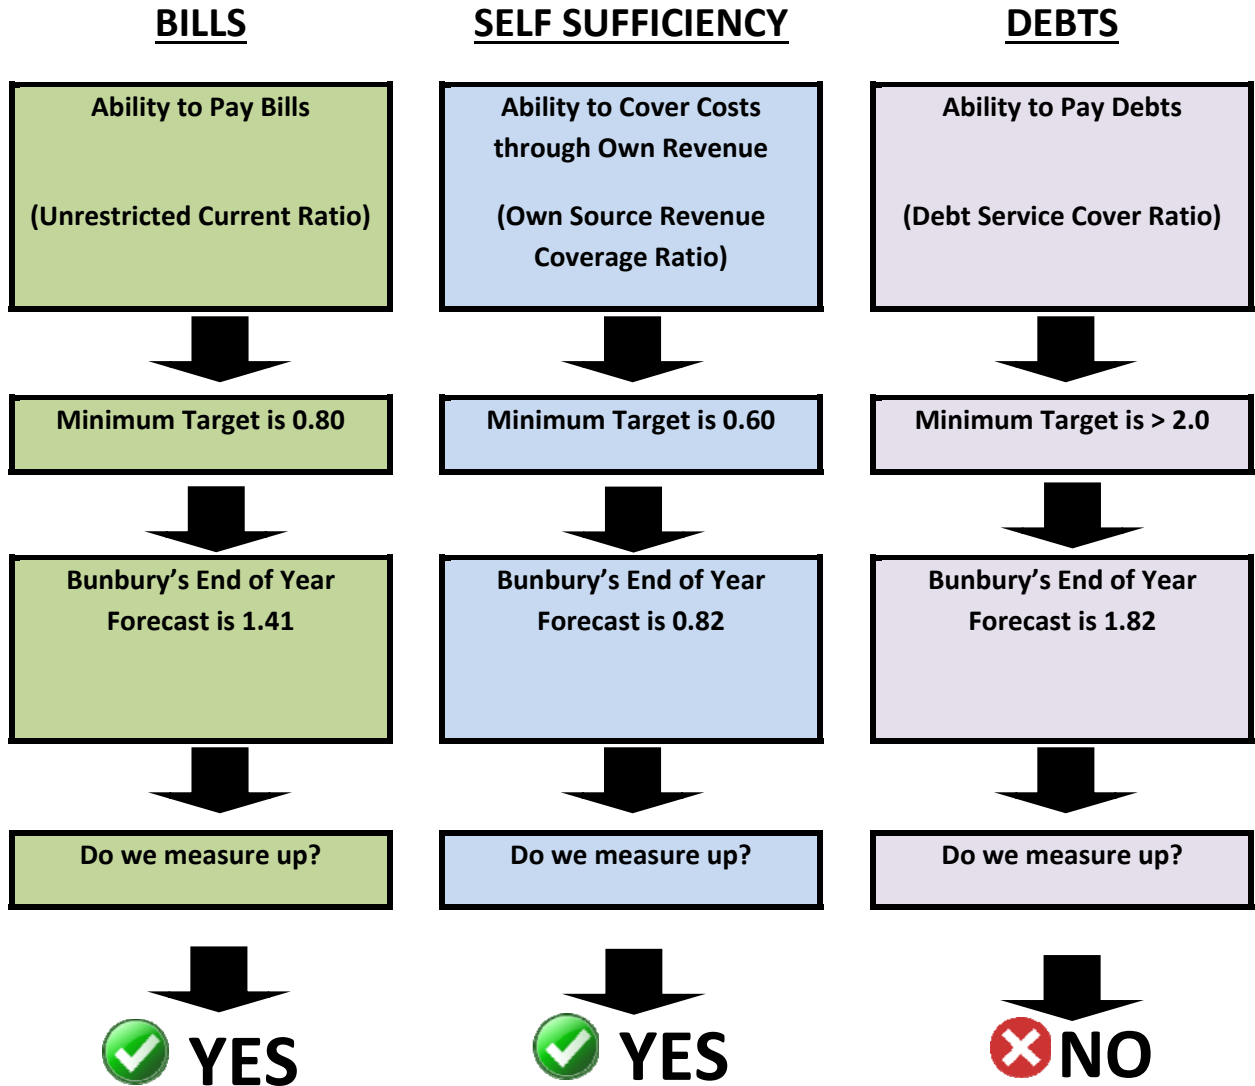 BILLS
Ability to Pay Bills
(Unrestricted Current Ratio)
Minimum Target is 0.80
Bunbury’s End of Year
Forecast is 1.41
Do we measure up?
YES
SELF SUFFICIENCY
Ability to Cover Costs
through Own Revenue
(Own Source Revenue
Coverage Ratio)
Minimum Target is 0.60
Bunbury’s End of Year
Forecast is 0.82
Do we measure up?
YES
DEBTS
Ability to Pay Debts
(Debt Service Cover Ratio)
Minimum Target is > 2.0
Bunbury’s End of Year
Forecast is 1.82
Do we measure up?
NO